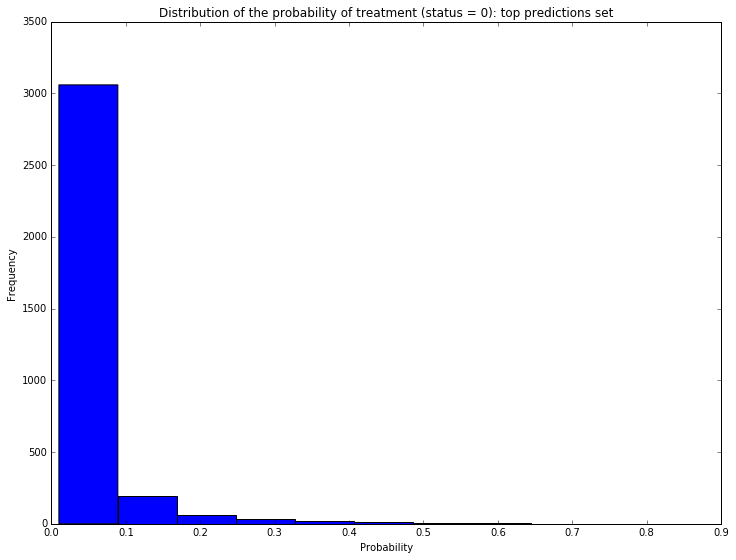 Distribution of the probability of treatment (status = 0): top predictions set
3500
3000
2500
2000
1500
1000
500
0
Frequency
0.0 0.1 0.2 0.3 0.4 0.5 0.6 0.7 0.8 0.9
Probability